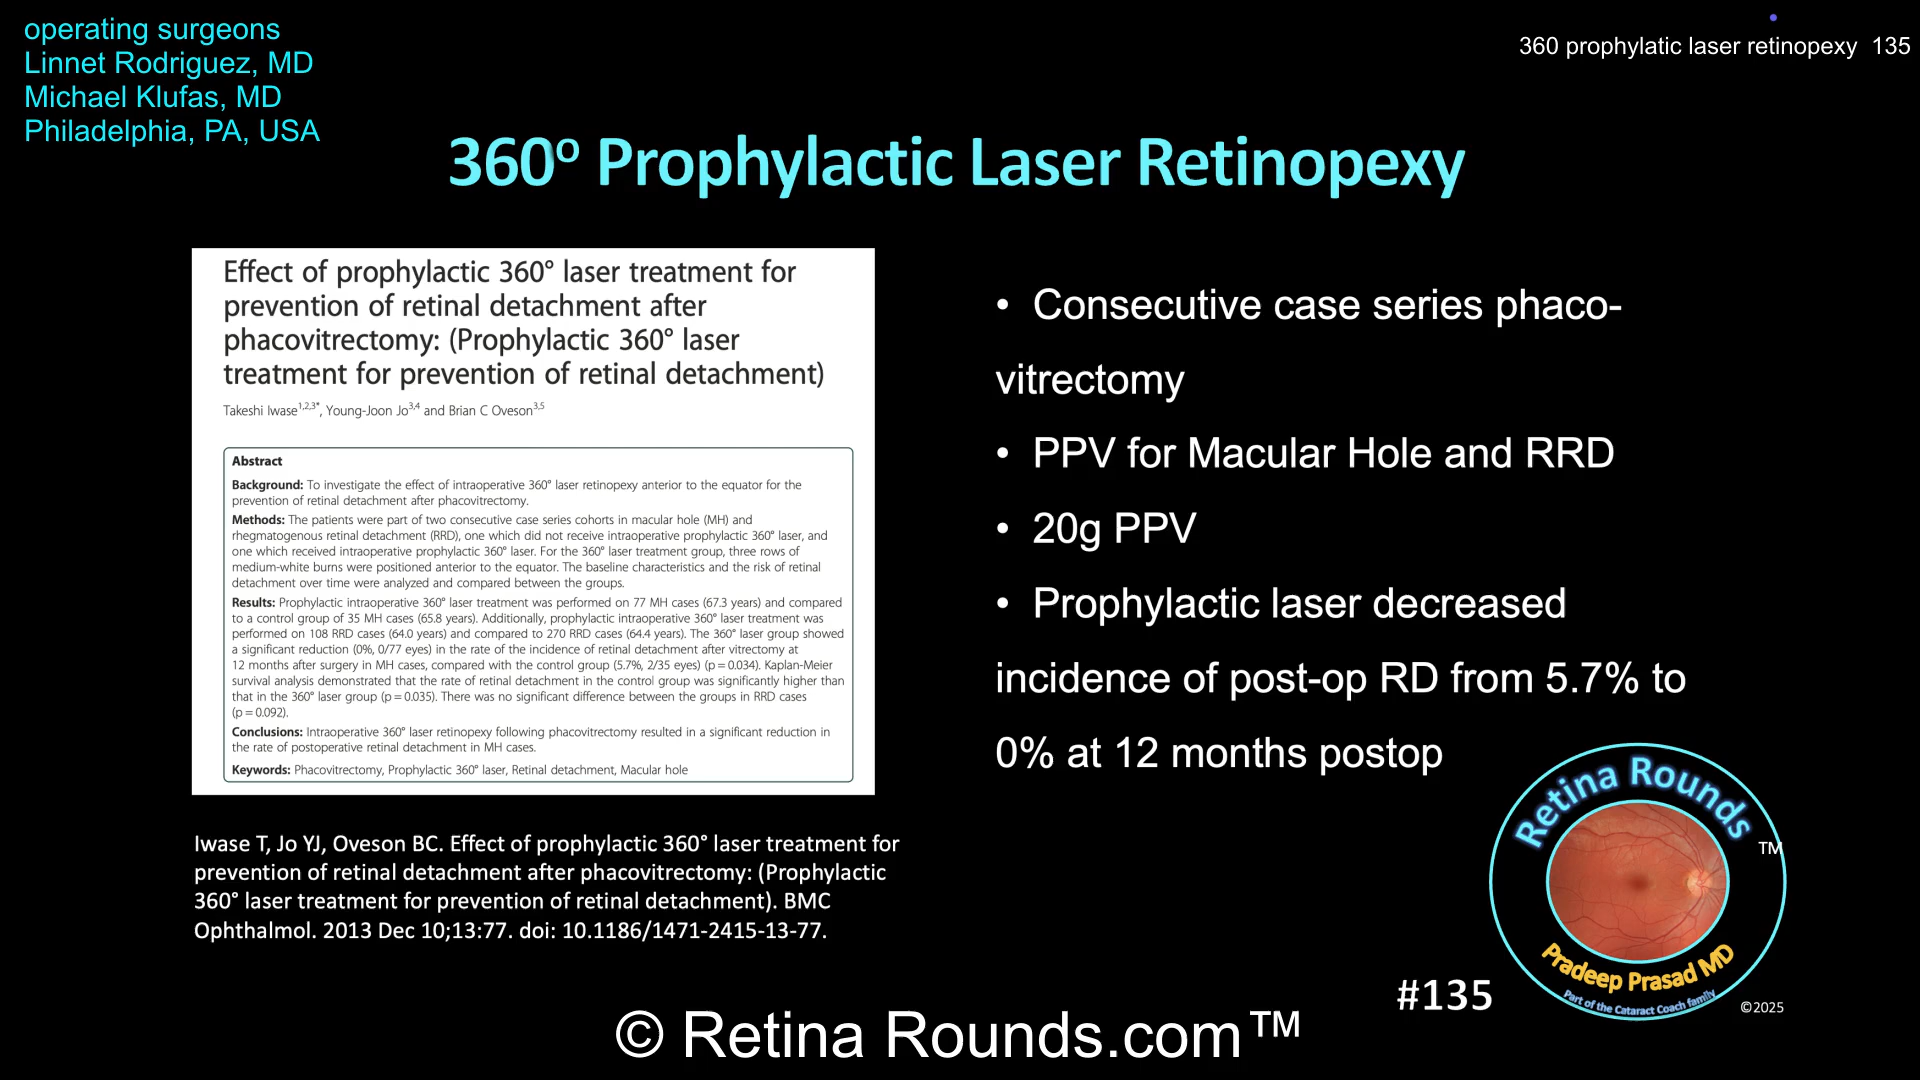 operating surgeons
Linnet Rodriguez, MD
Michael Klufas, MD
Philadelphia, PA, USA
360 prophylatic laser retinopexy 135
360º Prophylactic Laser Retinopexy
Effect of prophylactic 360° laser treatment for
prevention of retinal detachment after
phacovitrectomy: (Prophylactic 360° laser
treatment for prevention of retinal detachment)
Takeshi Iwase1,2,3*, Young-Joon Jo3,4 and Brian C Oveson3,5
Abstract
Background: To investigate the effect of intraoperative 360° laser retinopexy anterior to the equator for the
prevention of retinal detachment after phacovitrectomy.
Methods: The patients were part of two consecutive case series cohorts in macular hole (MH) and
rhegmatogenous retinal detachment (RRD), one which did not receive intraoperative prophylactic 360° laser, and
one which received intraoperative prophylactic 360° laser. For the 360° laser treatment group, three rows of
medium-white burns were positioned anterior to the equator. The baseline characteristics and the risk of retinal
detachment over time were analyzed and compared between the groups.
Results: Prophylactic intraoperative 360° laser treatment was performed on 77 MH cases (67.3 years) and compared
to a control group of 35 MH cases (65.8 years). Additionally, prophylactic intraoperative 360° laser treatment was
performed on 108 RRD cases (64.0 years) and compared to 270 RRD cases (64.4 years). The 360° laser group showed
a significant reduction (0%, 0/77 eyes) in the rate of the incidence of retinal detachment after vitrectomy at
12 months after surgery in MH cases, compared with the control group (5.7%, 2/35 eyes) (p = 0.034). Kaplan-Meier
survival analysis demonstrated that the rate of retinal detachment in the control group was significantly higher than
that in the 360° laser group (p = 0.035). There was no significant difference between the groups in RRD cases
(p = 0.092).
Conclusions: Intraoperative 360° laser retinopexy following phacovitrectomy resulted in a significant reduction in
the rate of postoperative retinal detachment in MH cases.
Keywords: Phacovitrectomy, Prophylactic 360° laser, Retinal detachment, Macular hole
Iwase T, Jo YJ, Oveson BC. Effect of prophylactic 360° laser treatment for
prevention of retinal detachment after phacovitrectomy: (Prophylactic
360° laser treatment for prevention of retinal detachment). BMC
Ophthalmol. 2013 Dec 10;13:77. doi: 10.1186/1471-2415-13-77.
• Consecutive case series phaco-
vitrectomy
• PPV for Macular Hole and RRD
• 20g PPV
• Prophylactic laser decreased
incidence of post-op RD from 5.7% to
0% at 12 months postop
Retina Rounds
TM
Pradeep Prasad MD
Part of the Cataract Coach family
#135
©2025
© Retina Rounds.com™